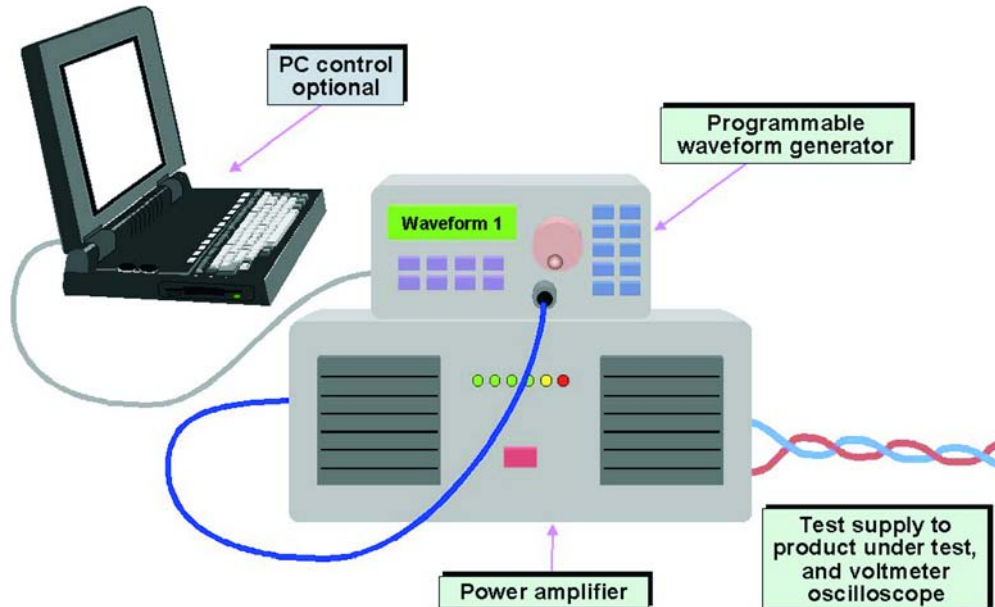 PC control
optional
Programmable
waveform generator
Waveform 1
Test supply to
product under test,
and voltmeter
oscilloscope
Power amplifier